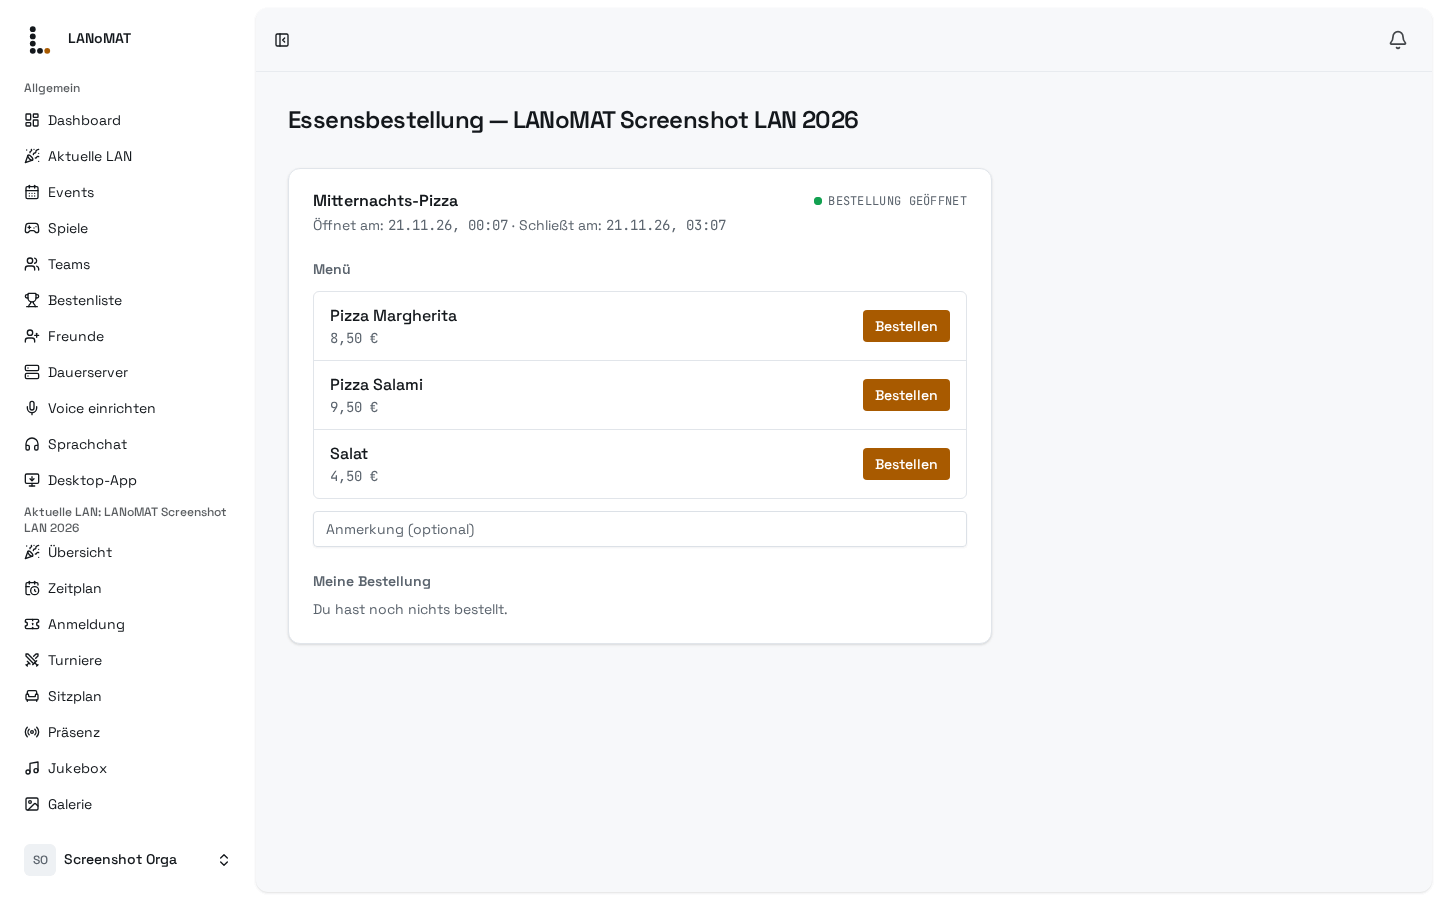 LANoMAT
Allgemein
Dashboard
Aktuelle LAN
Events
Spiele
Teams
Bestenliste
Freunde
Dauerserver
Voice einrichten
Sprachchat
Desktop-App
Aktuelle LAN: LANoMAT Screenshot
LAN 2026
Übersicht
Zeitplan
Anmeldung
Turniere
Sitzplan
Präsenz
Jukebox
Galerie
SO
Screenshot Orga
Essensbestellung — LANoMAT Screenshot LAN 2026
Mitternachts-Pizza
BESTELLUNG GEÖFFNET
Öffnet am: 21.11.26, 00:07 · Schließt am: 21.11.26, 03:07
Menü
Pizza Margherita
8,50 €
Bestellen
Pizza Salami
9,50 €
Bestellen
Salat
4,50 €
Bestellen
Anmerkung (optional)
Meine Bestellung
Du hast noch nichts bestellt.